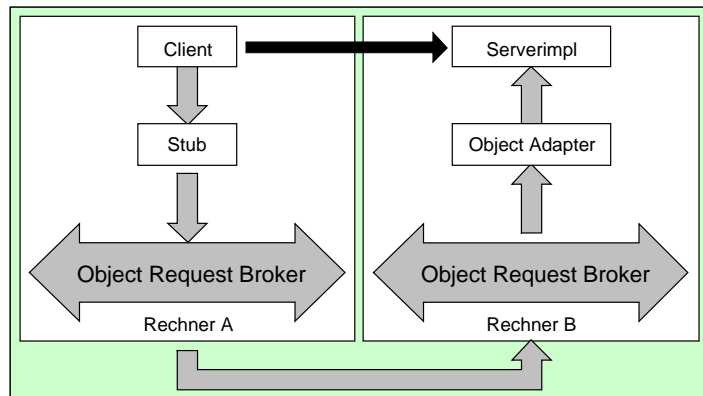 Client
Serverimpl
Stub
Object Adapter
Object Request Broker
Object Request Broker
Rechner A
Rechner B